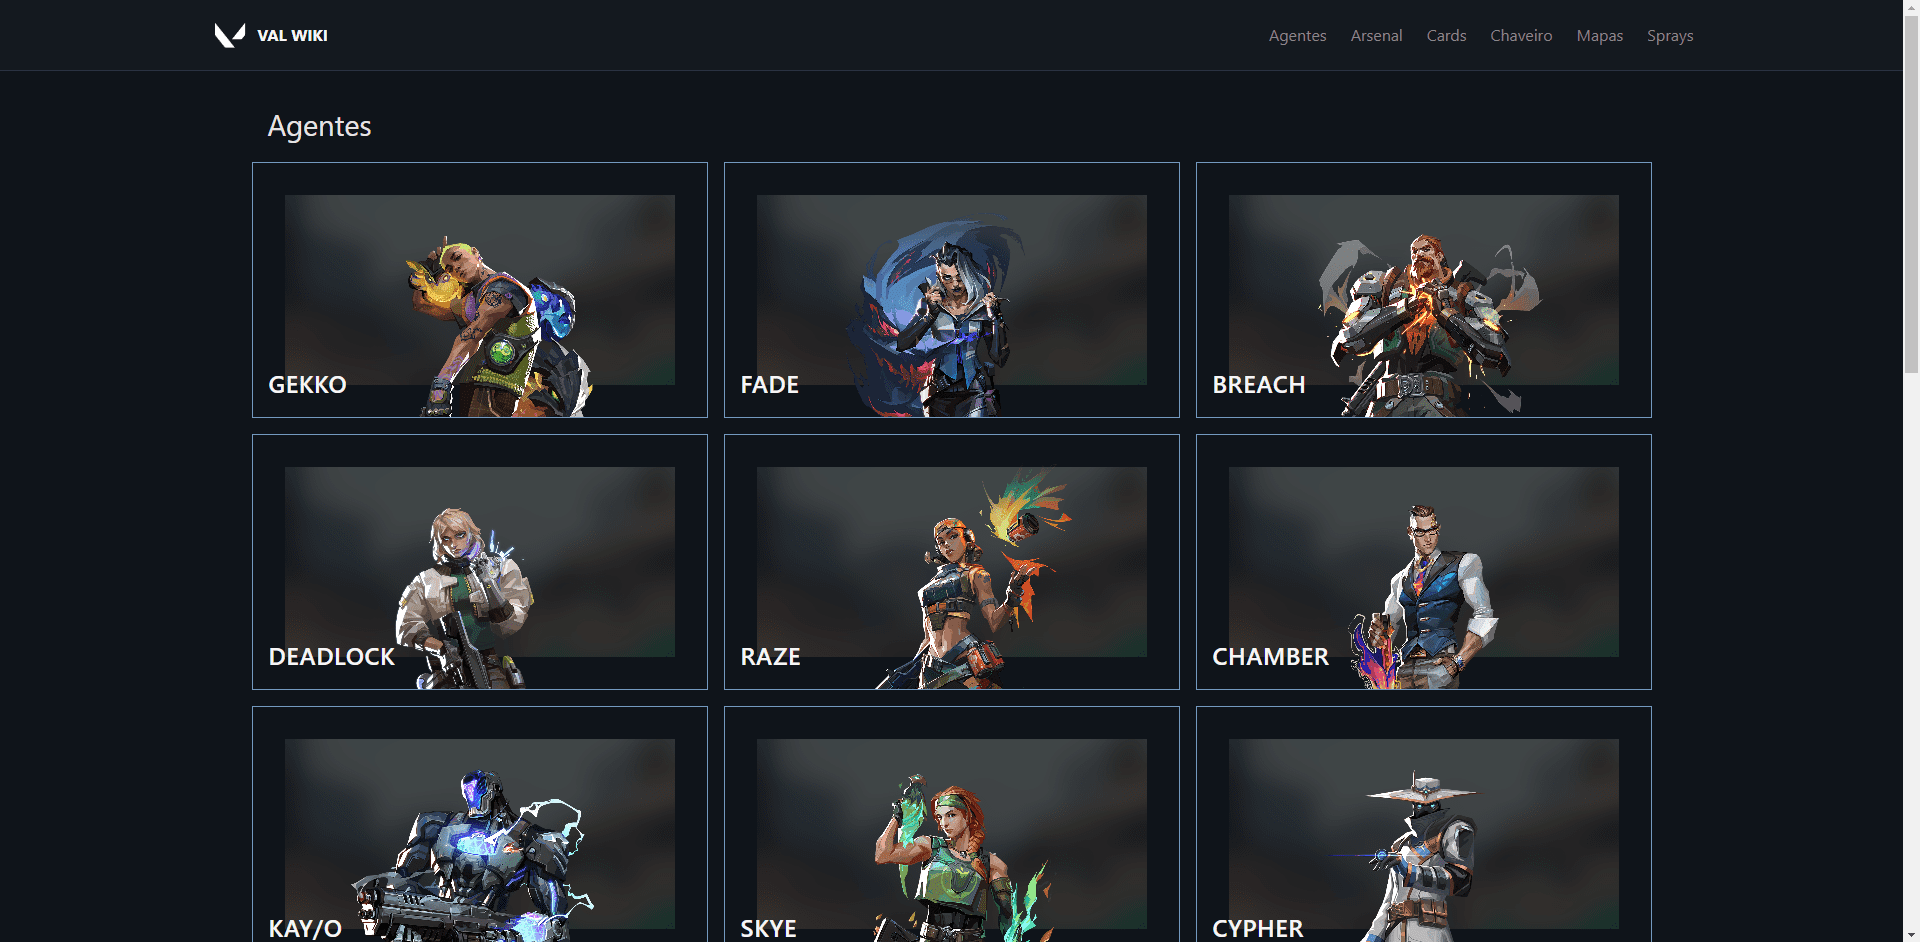 VAL WIKI
Agentes Arsenal Cards Chaveiro Mapas Sprays
Agentes
GEKKO
FADE
BREACH
DEADLOCK
RAZE
CHAMBER
KAY/O
SKYE
CYPHER